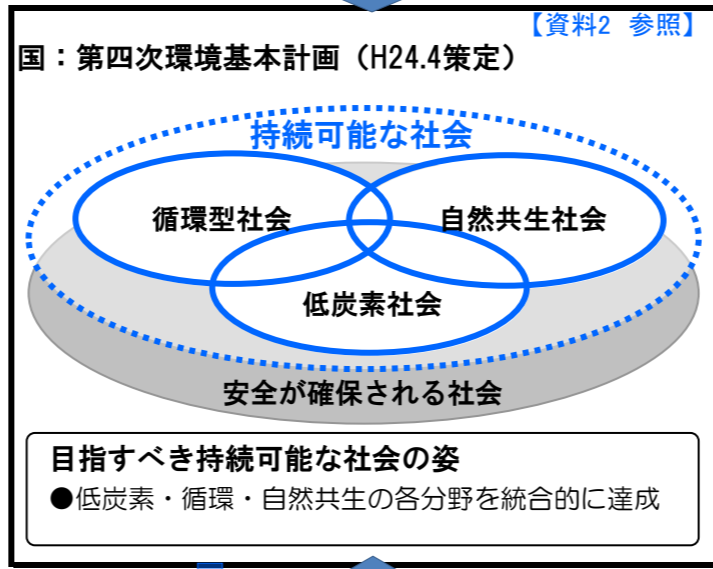 【資料2 参照】
国：第四次環境基本計画（H24.4策定）
持続可能な社会
循環型社会
自然共生社会
低炭素社会
安全が確保される社会
目指すべき持続可能な社会の姿
●低炭素・循環・自然共生の各分野を統合的に達成